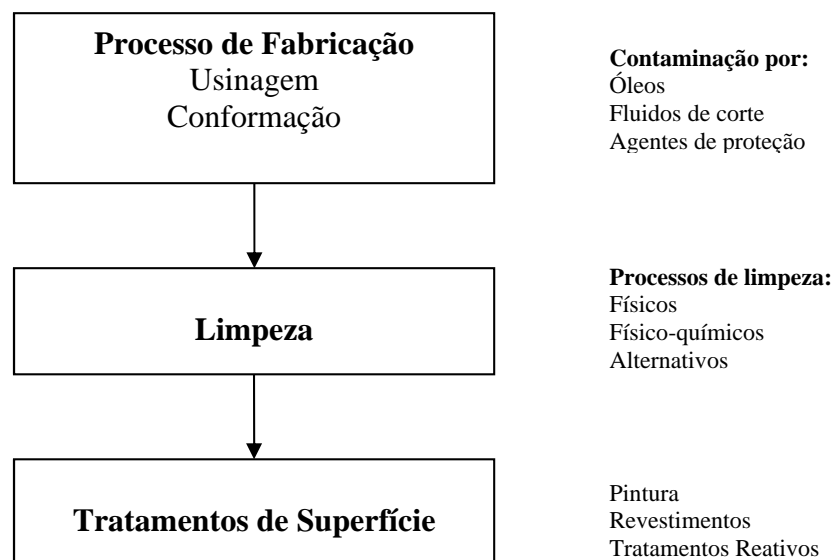 Processo de Fabricação
Usinagem
Conformação
Contaminação por:
Óleos
Fluidos de corte
Agentes de proteção
Limpeza
Processos de limpeza:
Físicos
Físico-químicos
Alternativos
Tratamentos de Superfície
Pintura
Revestimentos
Tratamentos Reativos